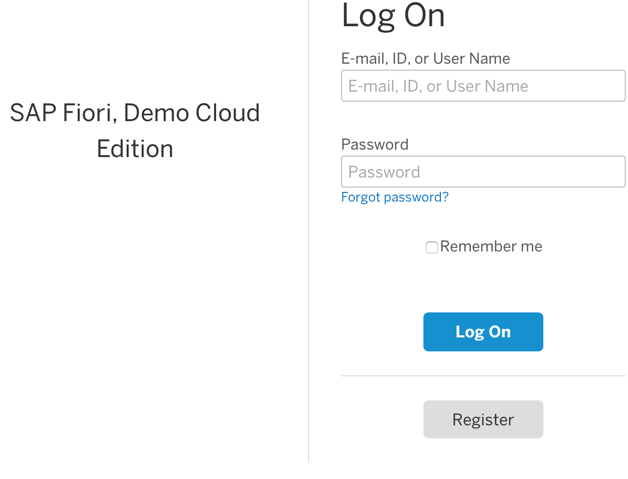 SAP Fiori, Demo Cloud
Edition
Log On
E-mail, ID, or User Name
E-mail, ID, or User Name
Password
Password
Forgot password?
Remember me
Log On
Register